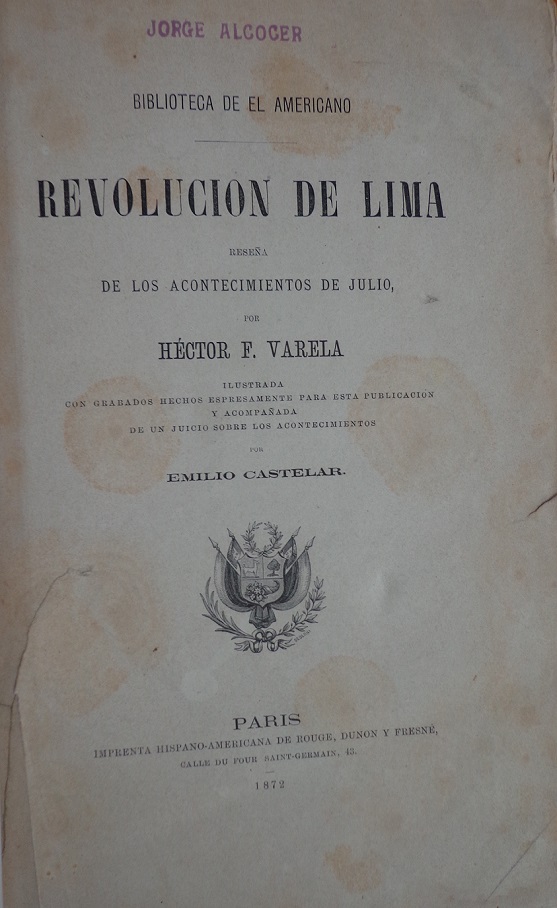 JORGE ALCOCER
BIBLIOTECA DE EL AMERICANO
REVOLUCION DE LIMA
RESEÑA
DE LOS ACONTECIMIENTOS DE JULIO,
POR
HÉCTOR F. VARELA
ILUSTRADA
CON GRABADOS HECHOS ESPRESAMENTE PARA ESTA PUBLICACION
Y ACOMPAÑADA
DE UN JUICIO SOBRE LOS ACONTECIMIENTOS
POR
EMILIO CASTELAR.
PARIS
IMPRENTA HISPANO-AMERICANA DE ROUGE, DUNON Y FRESNÉ,
CALLE DU FOUR SAINT-GERMAIN, 43.
1872